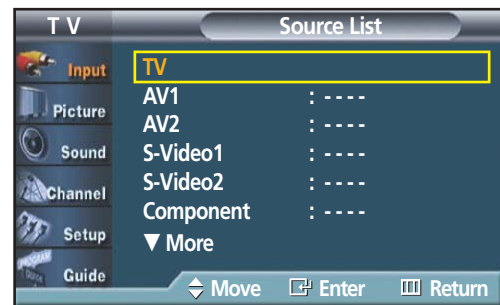 T V
Source List
Input
Picture
Sound
Channel
Setup
Guide
TV
AV1 : - - - -
AV2 : - - - -
S-Video1 : - - - -
S-Video2 : - - - -
Component : - - - -
▼ More
Move Enter Return